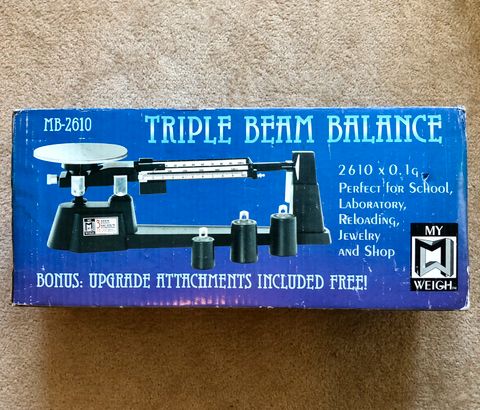 MB-2610
TRIPLE BEAM BALANCE
2610 x 0.1g
Perfect for School,
Laboratory,
Reloading,
Jewelry
and Shop
MY
WEIGH
BONUS: UPGRADE ATTACHMENTS INCLUDED FREE!